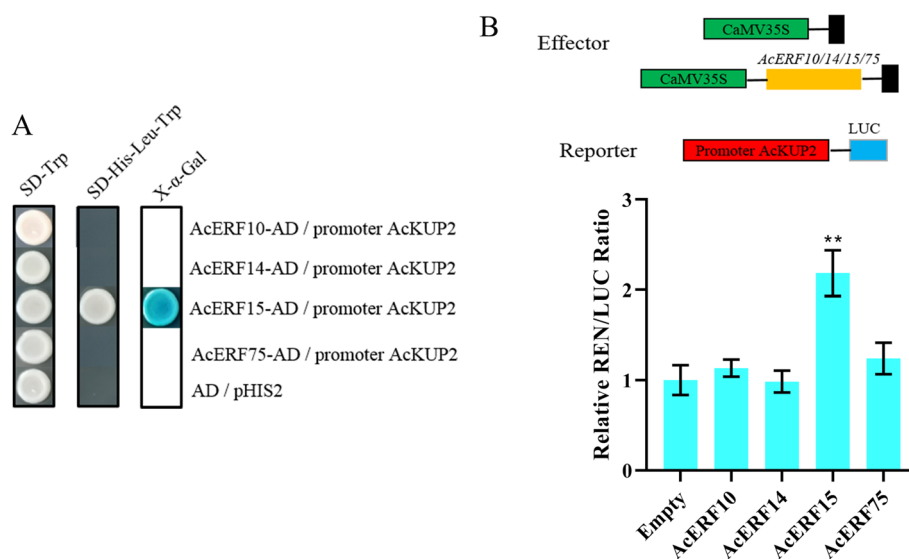 A
SD-Trp
SD-His-Leu-Trp
X-α-Gal
AcERF10-AD / promoter AcKUP2
AcERF14-AD / promoter AcKUP2
AcERF15-AD / promoter AcKUP2
AcERF75-AD / promoter AcKUP2
AD / pHIS2
B
Effector
CaMV35S
AcERF10/14/15/75
CaMV35S
LUC
Reporter
Promoter AcKUP2
Relative REN/LUC Ratio
3
2
1
0
**
Empty
AcERF10
AcERF14
AcERF15
AcERF75